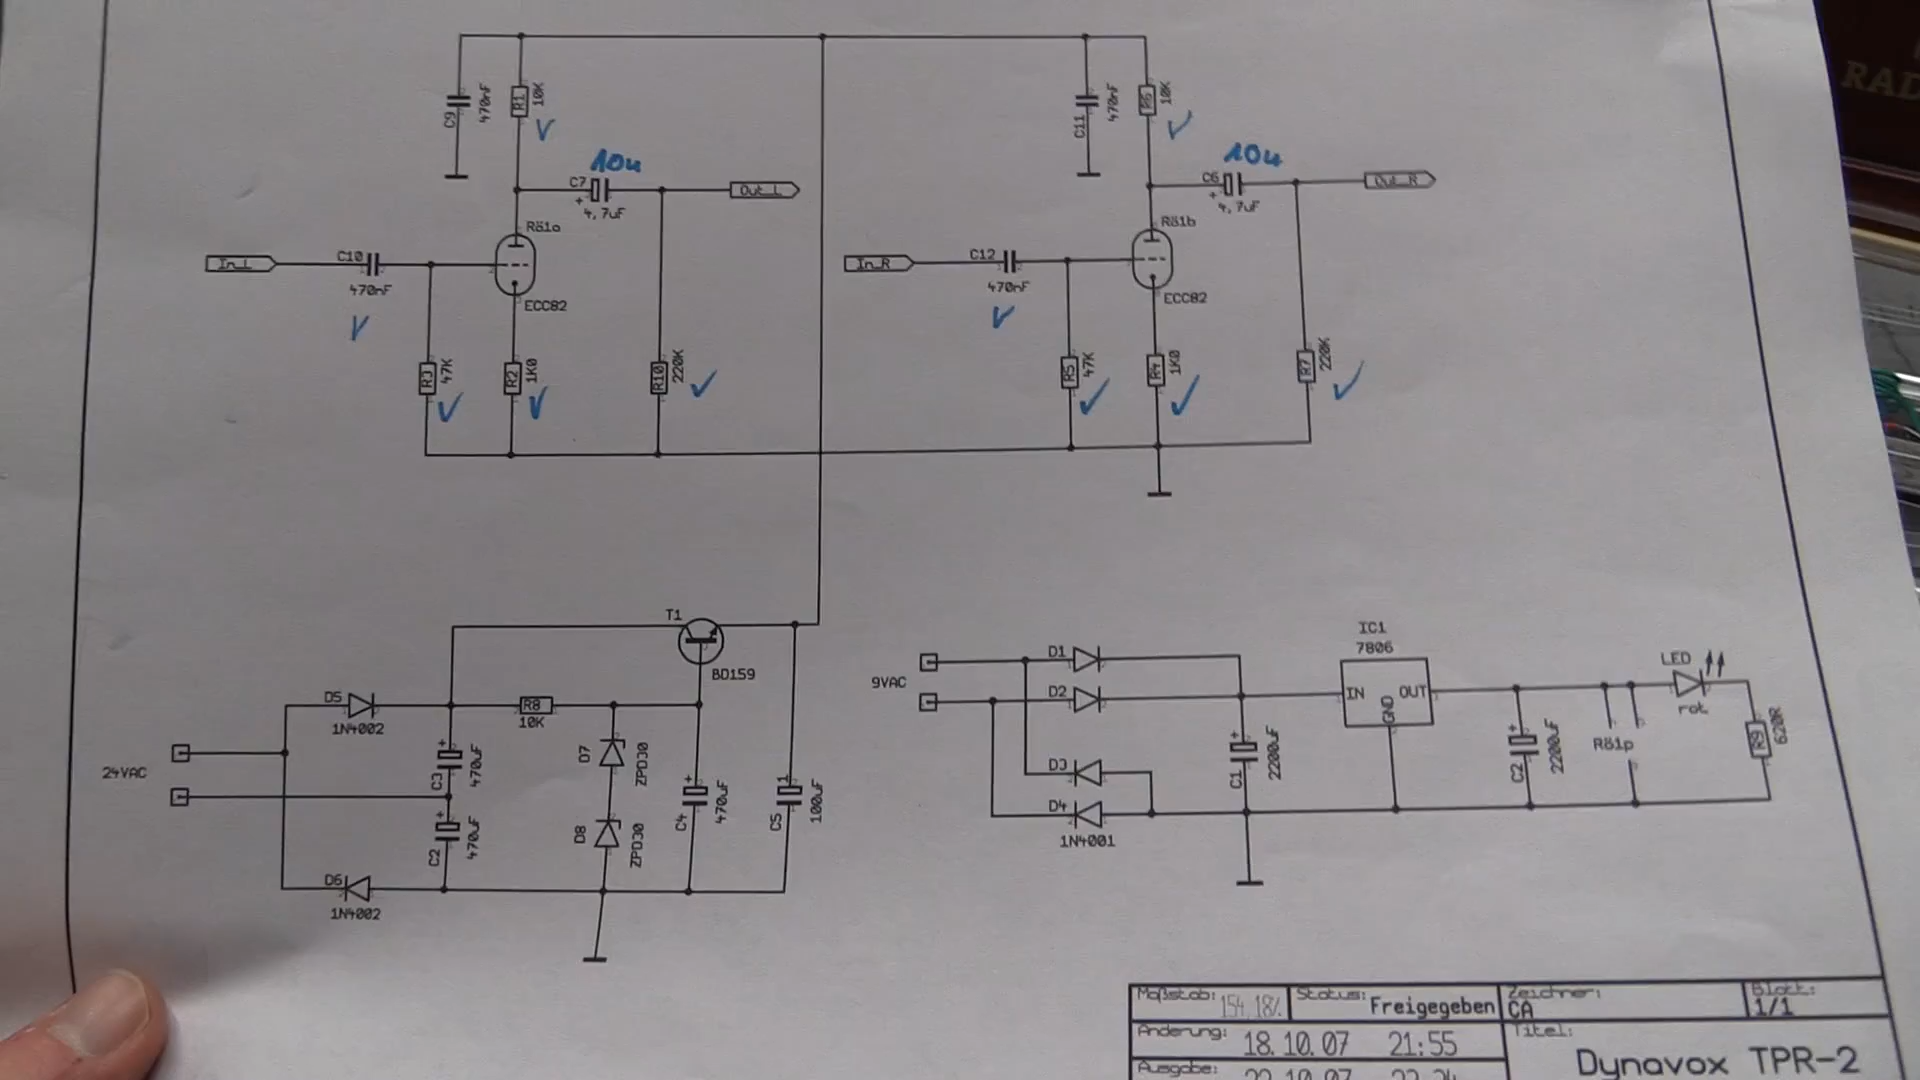 RAD
C9
470nF
R1
10K
C11
470nF
R6
10K
10u
C7
+
4,7uF
Out_L
10u
C6
+
4,7uF
Out_R
Rö1a
Rö1b
In_L
C10
470nF
ECC82
In_R
C12
470nF
ECC82
R3
47K
R2
1K0
R10
220K
R5
47K
R4
1K0
R7
220K
T1
BD159
D5
1N4002
R8
10K
24VAC
+
C3
470uF
D7
ZPD30
+
C2
470uF
D8
ZPD30
+
C4
470uF
C5
1
100uF
D6
1N4002
9VAC
D1
D2
D3
D4
1N4001
+
C1
2200uF
IC1
7806
IN
OUT
GND
+
C2
2200uF
Rö1p
LED
rot
R9
620R
Maßstab: 154.18%
Status: Freigegeben
Zeichner: CA
Blatt: 1/1
Änderung: 18.10.07 21:55
Titel: Dynavox TPR-2
Ausgabe: